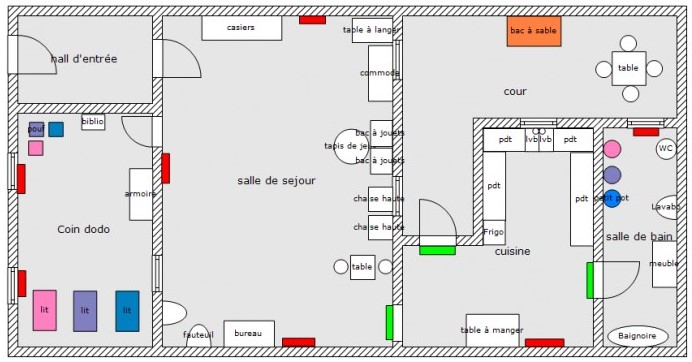 casiers
table à langer
bac à sable
hall d'entrée
commode
table
cour
pouf
biblio
bac à jouets
lvb
lvb
pdt
pdt
tapis de je
bac à jouets
WC
salle de sejour
armoire
pdt
pdt
chaise haute
petit pot
Lavabo
Coin dodo
chaise haute
Frigo
salle de bain
cuisine
table
meuble
lit
lit
lit
fauteuil
bureau
table à manger
Baignoire